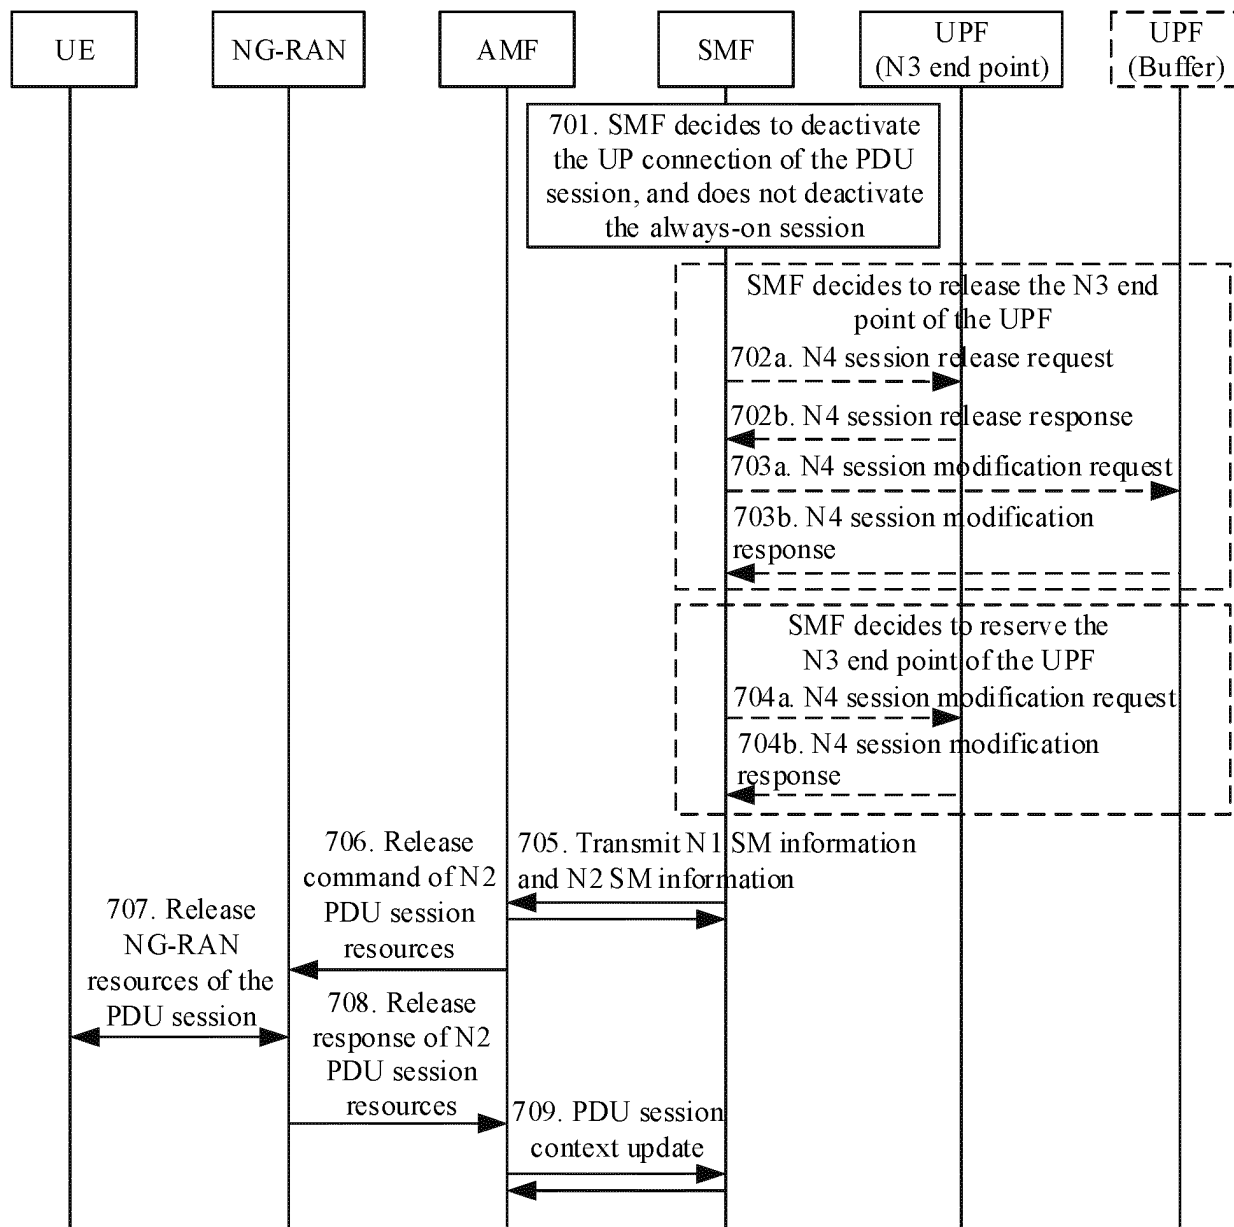 UE
NG-RAN
AMF
SMF
UPF
(N3 end point)
UPF
(Buffer)
701. SMF decides to deactivate
the UP connection of the PDU
session, and does not deactivate
the always-on session
SMF decides to release the N3 end
point of the UPF
702a. N4 session release request
702b. N4 session release response
703a. N4 session modification request
703b. N4 session modification
response
SMF decides to reserve the
N3 end point of the UPF
704a. N4 session modification request
704b. N4 session modification
response
705. Transmit N1 SM information
and N2 SM information
706. Release
command of N2
PDU session
resources
707. Release
NG-RAN
resources of the
PDU session
708. Release
response of N2
PDU session
resources
709. PDU session
context update